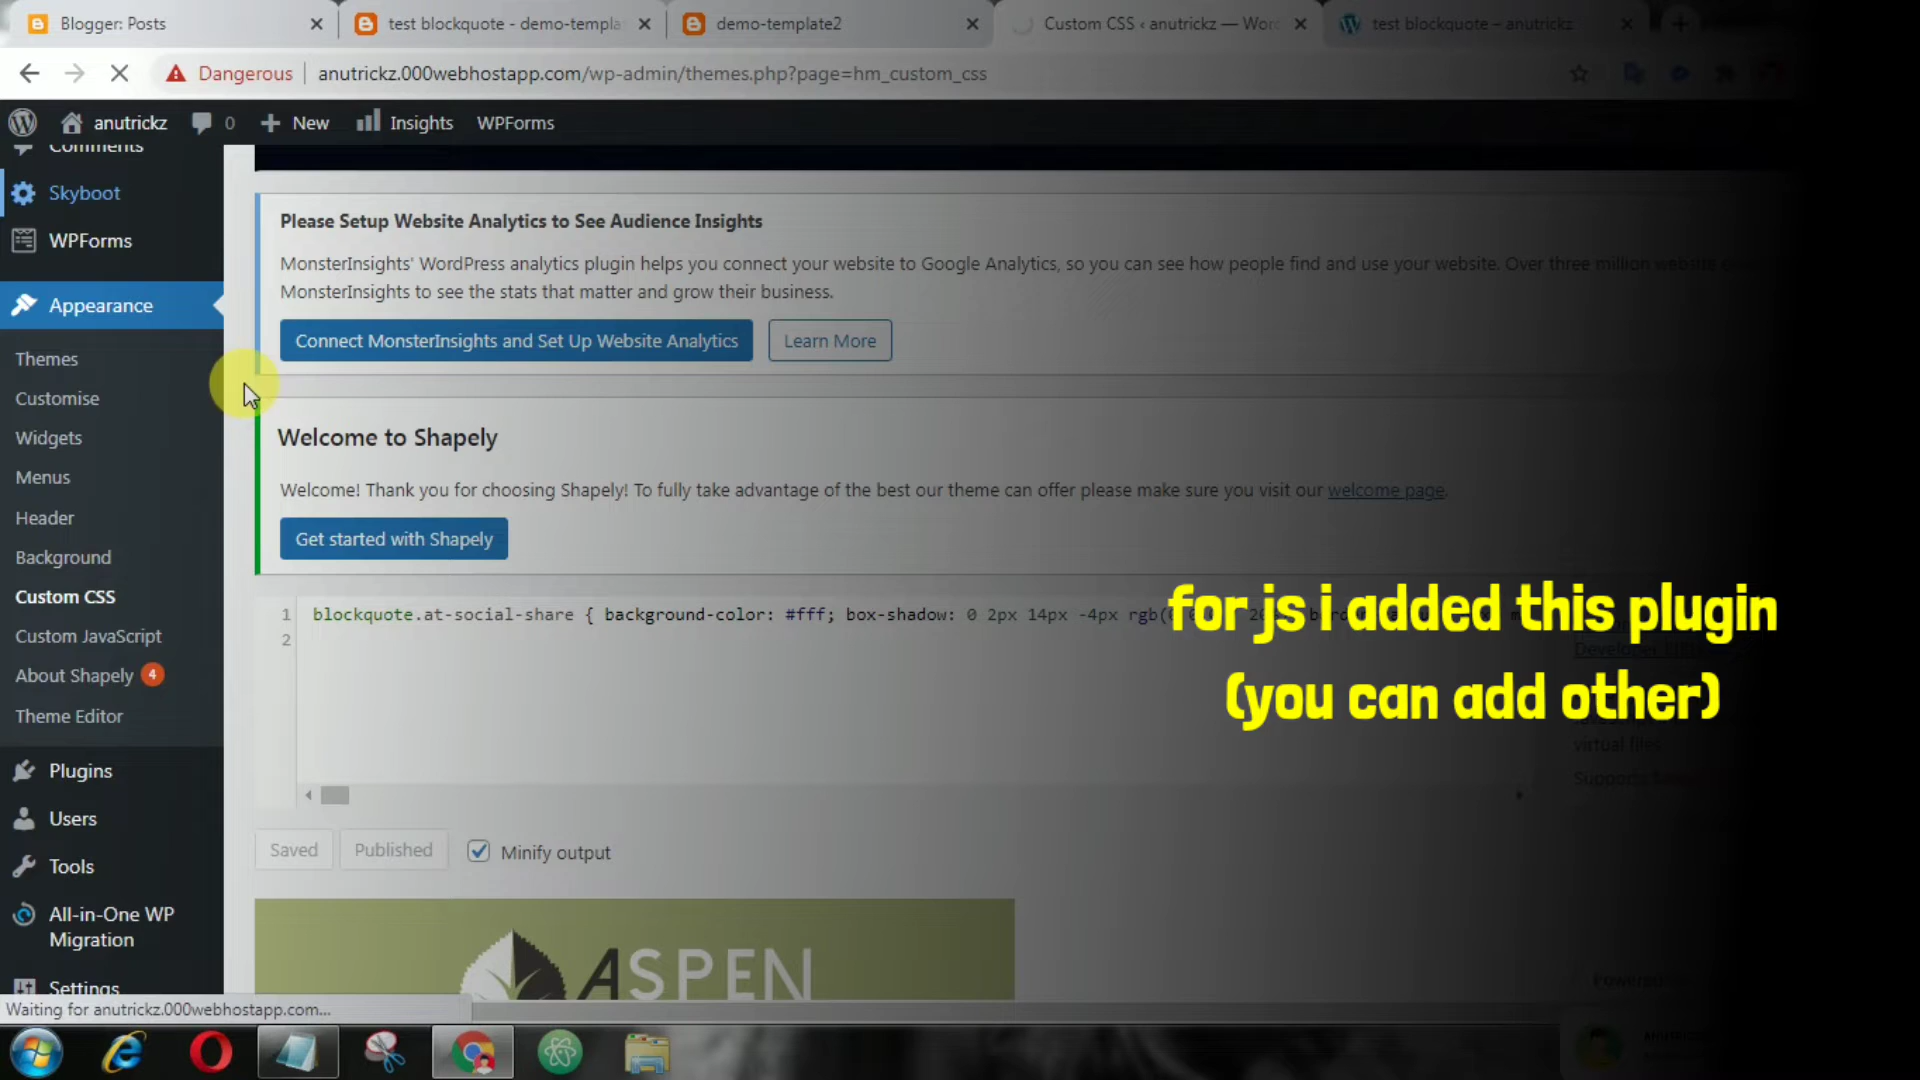 Blogger: Posts
test blockquote - demo-templa
demo-template2
Custom CSS ‹ anutrickz — Wor
test blockquote – anutrickz
Dangerous
anutrickz.000webhostapp.com/wp-admin/themes.php?page=hm_custom_css
anutrickz
0
New
Insights
WPForms
Comments
Skyboot
WPForms
Appearance
Themes
Customise
Widgets
Menus
Header
Background
Custom CSS
Custom JavaScript
About Shapely 4
Theme Editor
Plugins
Users
Tools
All-in-One WP
Migration
Settings
Please Setup Website Analytics to See Audience Insights
MonsterInsights' WordPress analytics plugin helps you connect your website to Google Analytics, so you can see how people find and use your website. Over three million website
MonsterInsights to see the stats that matter and grow their business.
Connect MonsterInsights and Set Up Website Analytics
Learn More
Welcome to Shapely
Welcome! Thank you for choosing Shapely! To fully take advantage of the best our theme can offer please make sure you visit our welcome page.
Get started with Shapely
1 blockquote.at-social-share { background-color: #fff; box-shadow: 0 2px 14px -4px
2
for js i added this plugin
(you can add other)
virtual files
Saved
Published
Minify output
ASPEN
Waiting for anutrickz.000webhostapp.com...